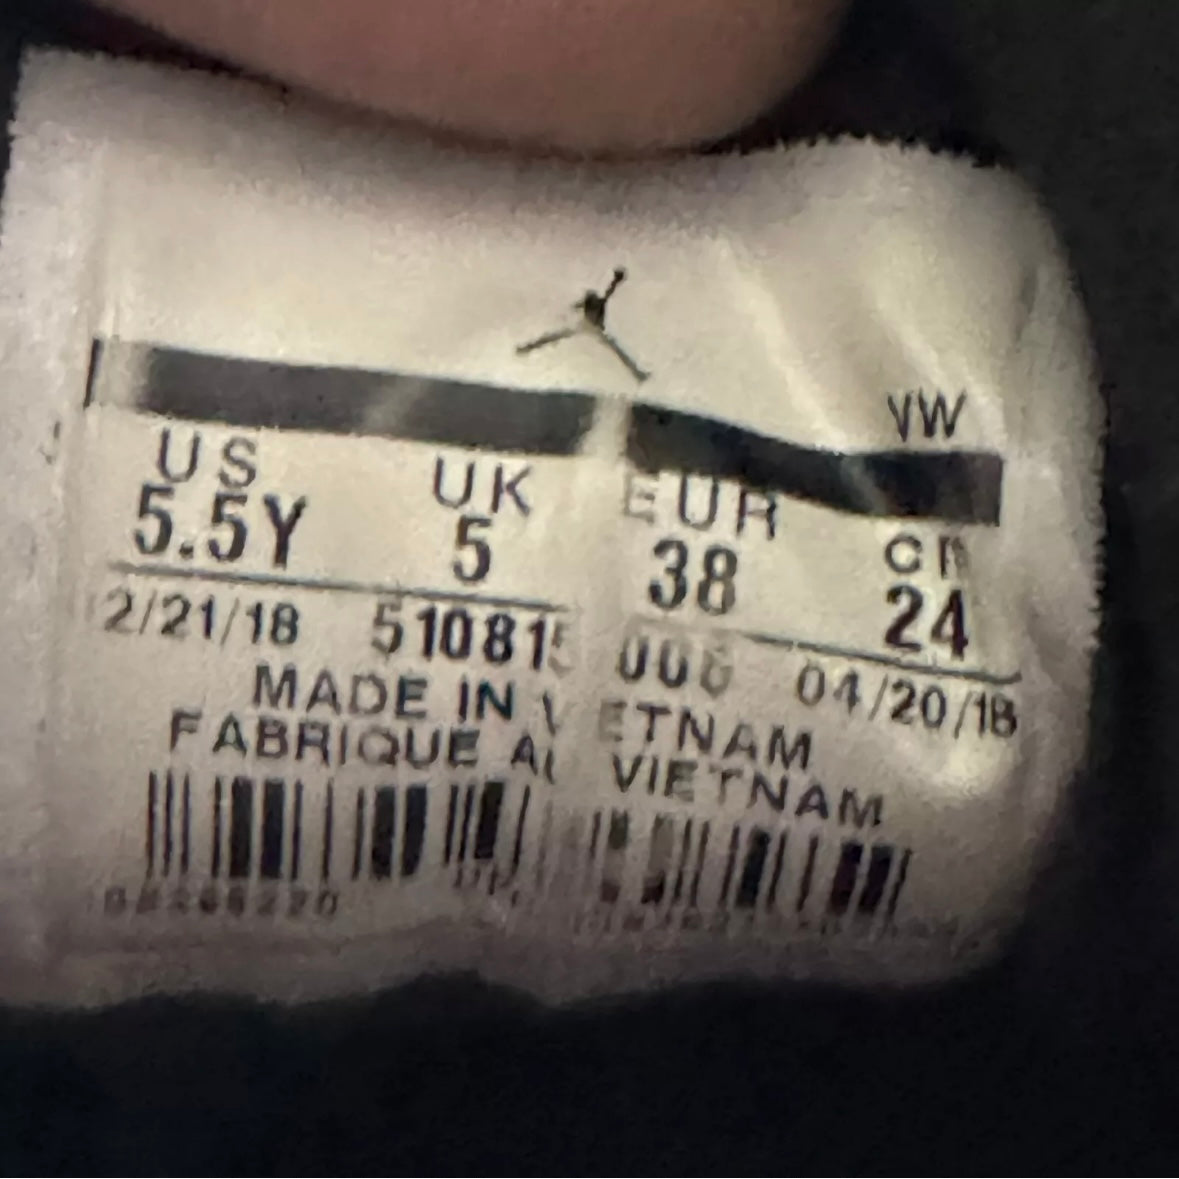 VW
US UK EUR CM
5.5Y 5 38 24
2/21/18 510815 04/20/18
MADE IN VIETNAM
FABRIQUE AU VIETNAM